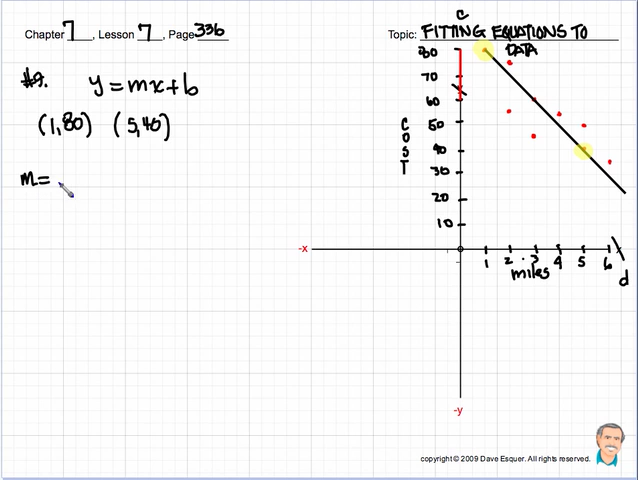 Chapter 7, Lesson 7, Page 336
C
Topic: FITTING EQUATIONS TO
DATA
#9. y = mx + b
(1,80) (5,40)
m =
COST
80
70
60
50
40
30
20
10
-x
1 2 3 4 5 6
miles
d
-y
copyright © 2009 Dave Esquer. All rights reserved.